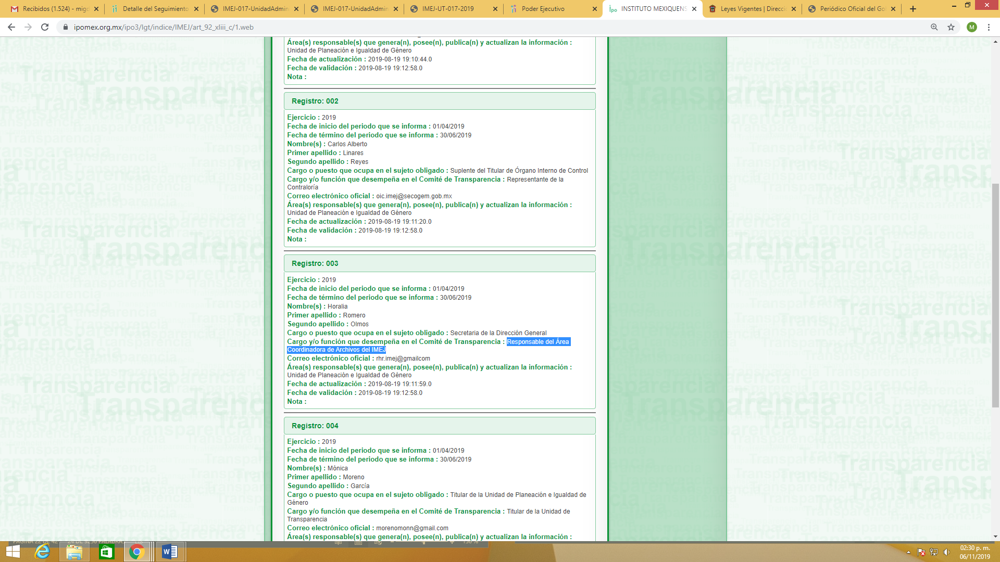 Recibidos (1.524) - migo
Detalle del Seguimiento
IMEJ-017-UnidadAdmin
IMEJ-017-UnidadAdmin
IMEJ-UT-017-2019
Poder Ejecutivo
INSTITUTO MEXIQUENS
Leyes Vigentes | Direcci
Periódico Oficial del Go
ipomex.org.mx/ipo3/lgt/indice/IMEJ/art_92_xliii_c/1.web
M
Área(s) responsable(s) que genera(n), posee(n), publica(n) y actualizan la información :
Unidad de Planeación e Igualdad de Género
Fecha de actualización : 2019-08-19 19:10:44.0
Fecha de validación : 2019-08-19 19:12:58.0
Nota :
Registro: 002
Ejercicio : 2019
Fecha de inicio del periodo que se informa : 01/04/2019
Fecha de término del periodo que se informa : 30/06/2019
Nombre(s) : Carlos Alberto
Primer apellido : Linares
Segundo apellido : Reyes
Cargo o puesto que ocupa en el sujeto obligado : Suplente del Titular de Órgano Interno de Control
Cargo y/o función que desempeña en el Comité de Transparencia : Representante de la
Contraloría
Correo electrónico oficial : oic.imej@secogem.gob.mx
Área(s) responsable(s) que genera(n), posee(n), publica(n) y actualizan la información :
Unidad de Planeación e Igualdad de Género
Fecha de actualización : 2019-08-19 19:11:20.0
Fecha de validación : 2019-08-19 19:12:58.0
Nota :
Registro: 003
Ejercicio : 2019
Fecha de inicio del periodo que se informa : 01/04/2019
Fecha de término del periodo que se informa : 30/06/2019
Nombre(s) : Horalia
Primer apellido : Romero
Segundo apellido : Olmos
Cargo o puesto que ocupa en el sujeto obligado : Secretaria de la Dirección General
Cargo y/o función que desempeña en el Comité de Transparencia : Responsable del Área
Coordinadora de Archivos del IMEJ
Correo electrónico oficial : rhr.imej@gmailcom
Área(s) responsable(s) que genera(n), posee(n), publica(n) y actualizan la información :
Unidad de Planeación e Igualdad de Género
Fecha de actualización : 2019-08-19 19:11:59.0
Fecha de validación : 2019-08-19 19:12:58.0
Nota :
Registro: 004
Ejercicio : 2019
Fecha de inicio del periodo que se informa : 01/04/2019
Fecha de término del periodo que se informa : 30/06/2019
Nombre(s) : Mónica
Primer apellido : Moreno
Segundo apellido : García
Cargo o puesto que ocupa en el sujeto obligado : Titular de la Unidad de Planeación e Igualdad de
Género
Cargo y/o función que desempeña en el Comité de Transparencia : Titular de la Unidad de
Transparencia
Correo electrónico oficial : morenomonn@gmail.com
Área(s) responsable(s) que genera(n), posee(n), publica(n) y actualizan la información :
02:30 p. m.
06/11/2019